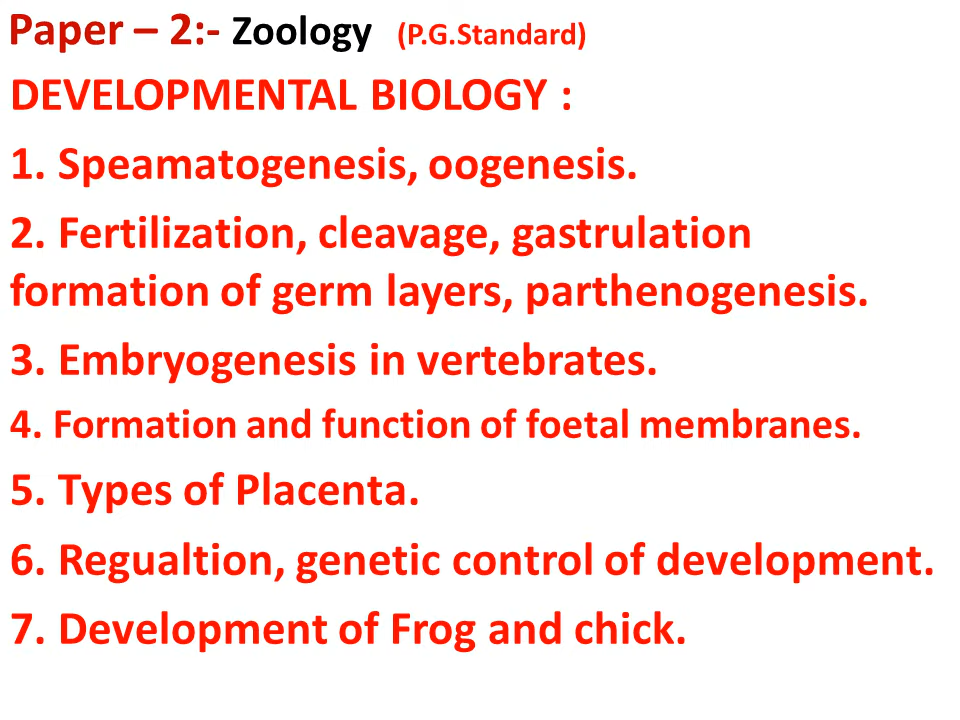 Paper – 2:- Zoology (P.G.Standard)
DEVELOPMENTAL BIOLOGY :
1. Speamatogenesis, oogenesis.
2. Fertilization, cleavage, gastrulation
formation of germ layers, parthenogenesis.
3. Embryogenesis in vertebrates.
4. Formation and function of foetal membranes.
5. Types of Placenta.
6. Regualtion, genetic control of development.
7. Development of Frog and chick.